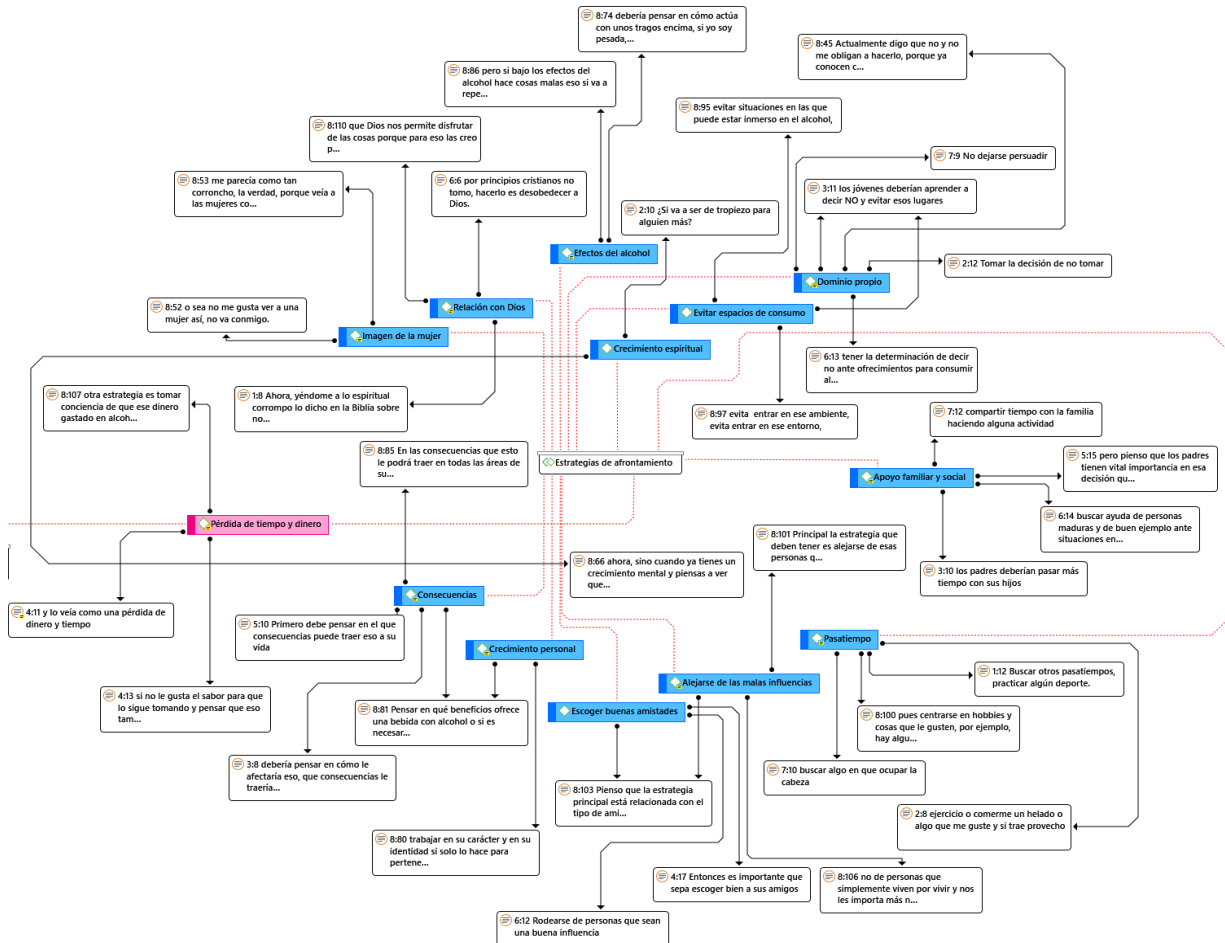 8:74 debería pensar en cómo actúa
con unos tragos encima, si yo soy
pesada,...
8:45 Actualmente digo que no y no
me obligan a hacerlo, porque ya
conocen c...
8:86 pero si bajo los efectos del
alcohol hace cosas malas eso si va a
repe...
8:95 evitar situaciones en las que
puede estar inmerso en el alcohol,
8:110 que Dios nos permite disfrutar
de las cosas porque para eso las creo
p...
7:9 No dejarse persuadir
8:53 me parecía como tan
corroncho, la verdad, porque veía a
las mujeres co...
6:6 por principios cristianos no
tomo, hacerlo es desobedecer a
Dios.
3:11 los jóvenes deberían aprender a
decir NO y evitar esos lugares
2:10 ¿Si va a ser de tropiezo para
alguien más?
Efectos del alcohol
2:12 Tomar la decisión de no tomar
Dominio propio
8:52 o sea no me gusta ver a una
mujer así, no va conmigo.
Relación con Dios
Evitar espacios de consumo
Imagen de la mujer
Crecimiento espiritual
6:13 tener la determinación de decir
no ante ofrecimientos para consumir
al...
8:107 otra estrategia es tomar
conciencia de que ese dinero
gastado en alcoh...
1:8 Ahora, yéndome a lo espiritual
corrompo lo dicho en la Biblia sobre
no...
8:97 evita entrar en ese ambiente,
evita entrar en ese entorno,
7:12 compartir tiempo con la familia
haciendo alguna actividad
8:85 En las consecuencias que esto
le podrá traer en todas las áreas de
su...
5:15 pero pienso que los padres
tienen vital importancia en esa
decisión qu...
Estrategias de afrontamiento
Apoyo familiar y social
6:14 buscar ayuda de personas
maduras y de buen ejemplo ante
situaciones en...
Pérdida de tiempo y dinero
8:101 Principal la estrategia que
deben tener es alejarse de esas
personas q...
8:66 ahora, sino cuando ya tienes un
crecimiento mental y piensas a ver
que...
3:10 los padres deberían pasar más
tiempo con sus hijos
Consecuencias
4:11 y lo veía como una pérdida de
dinero y tiempo
5:10 Primero debe pensar en el que
consecuencias puede traer eso a su
vida
Pasatiempo
Crecimiento personal
1:12 Buscar otros pasatiempos,
practicar algún deporte.
Alejarse de las malas influencias
4:13 si no le gusta el sabor para que
lo sigue tomando y pensar que eso
tam...
8:81 Pensar en qué beneficios ofrece
una bebida con alcohol o si es
necesar...
Escoger buenas amistades
8:100 pues centrarse en hobbies y
cosas que le gusten, por ejemplo,
hay algu...
3:8 debería pensar en cómo le
afectaría eso, que consecuencias le
traería...
7:10 buscar algo en que ocupar la
cabeza
8:103 Pienso que la estrategia
principal está relacionada con el
tipo de ami...
2:8 ejercicio o comerme un helado o
algo que me guste y si trae provecho
8:80 trabajar en su carácter y en su
identidad si solo lo hace para
pertene...
4:17 Entonces es importante que
sepa escoger bien a sus amigos
8:106 no de personas que
simplemente viven por vivir y nos
les importa más n...
6:12 Rodearse de personas que sean
una buena influencia